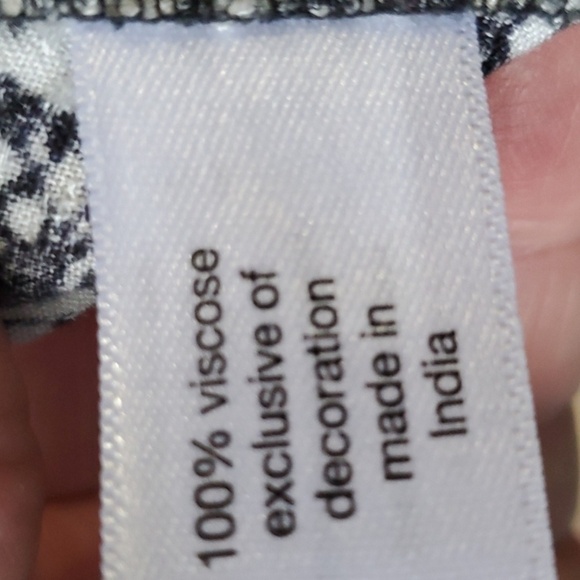 100% viscose
exclusive of
decoration
made in
India